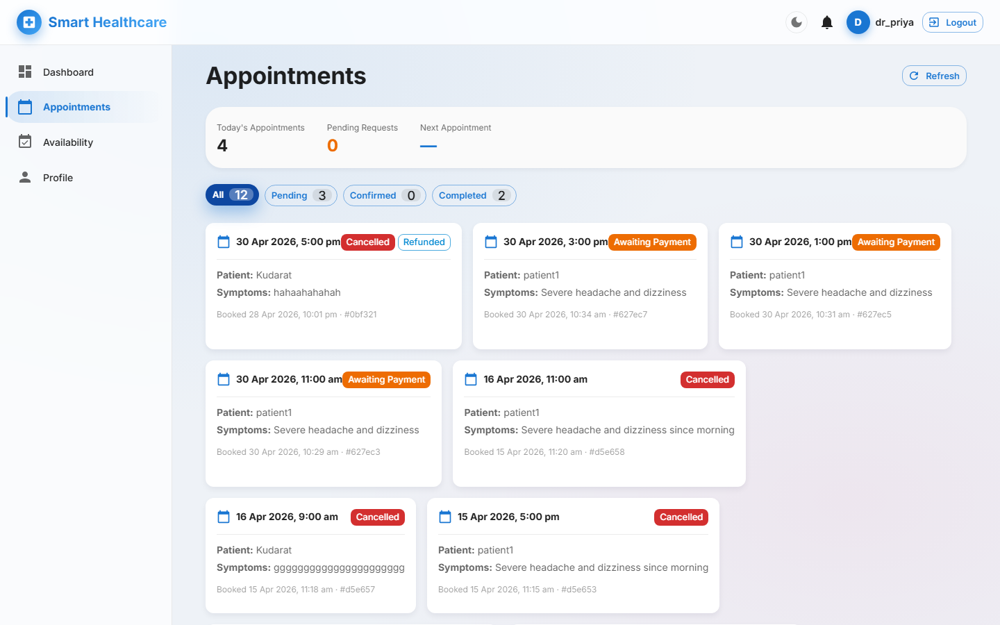 Smart Healthcare
D
dr_priya
Logout
Dashboard
Appointments
Availability
Profile
Appointments
Refresh
Today's Appointments
4
Pending Requests
0
Next Appointment
—
All 12
Pending 3
Confirmed 0
Completed 2
30 Apr 2026, 5:00 pm Cancelled Refunded
Patient: Kudarat
Symptoms: hahaahahahah
Booked 28 Apr 2026, 10:01 pm · #0bf321
30 Apr 2026, 3:00 pm Awaiting Payment
Patient: patient1
Symptoms: Severe headache and dizziness
Booked 30 Apr 2026, 10:34 am · #627ec7
30 Apr 2026, 1:00 pm Awaiting Payment
Patient: patient1
Symptoms: Severe headache and dizziness
Booked 30 Apr 2026, 10:31 am · #627ec5
30 Apr 2026, 11:00 am Awaiting Payment
Patient: patient1
Symptoms: Severe headache and dizziness
Booked 30 Apr 2026, 10:29 am · #627ec3
16 Apr 2026, 11:00 am Cancelled
Patient: patient1
Symptoms: Severe headache and dizziness since morning
Booked 15 Apr 2026, 11:20 am · #d5e658
16 Apr 2026, 9:00 am Cancelled
Patient: Kudarat
Symptoms: gggggggggggggggggggggg
Booked 15 Apr 2026, 11:18 am · #d5e657
15 Apr 2026, 5:00 pm Cancelled
Patient: patient1
Symptoms: Severe headache and dizziness since morning
Booked 15 Apr 2026, 11:15 am · #d5e653